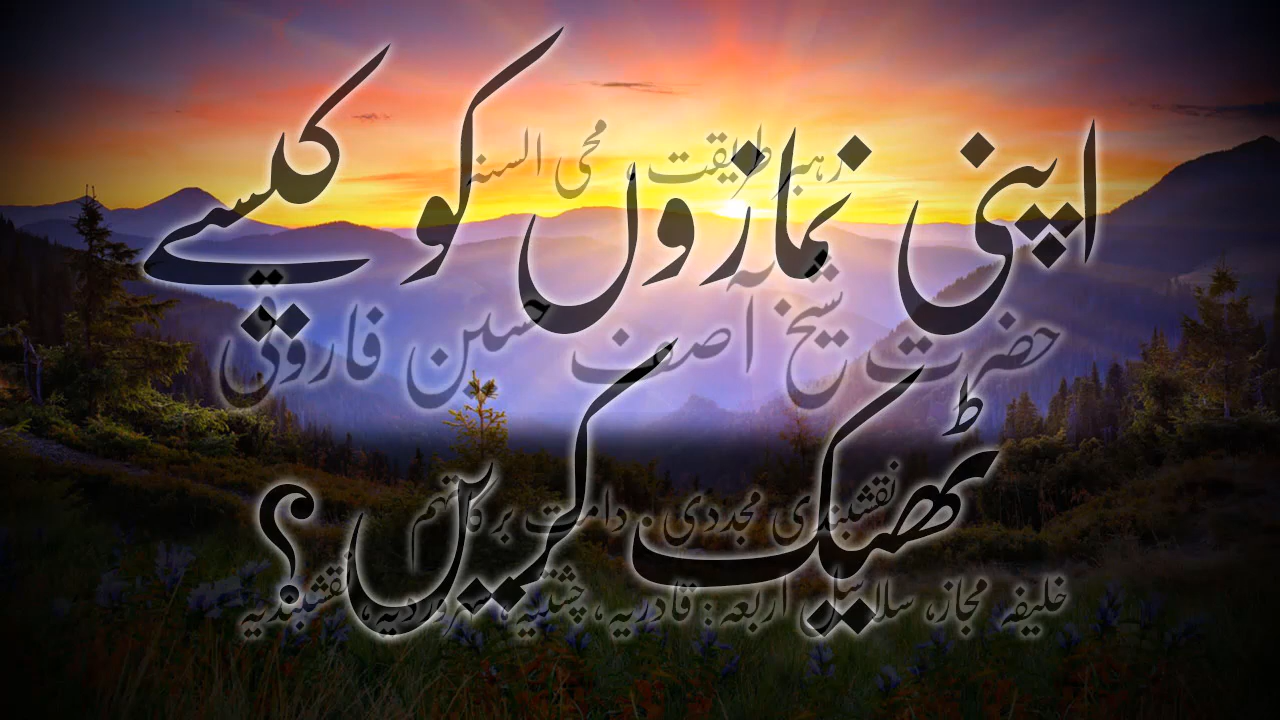 اپنی نمازوں کو کیسے
ٹھیک کریں ؟
رہبر طریقت ، محی السنہ
حضرت شیخ آصف حسین فاروقی
نقشبندی مجددی . دامت برکاتہم
خلیفہ مجاز، سلاسل اربعہ : قادریہ، چشتیہ، سہروردیہ، نقشبندیہ